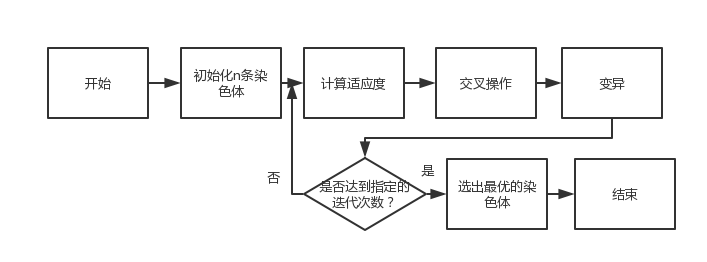 开始
初始化n条染
色体
计算适应度
交叉操作
变异
否
是否达到指定的
迭代次数？
是
选出最优的染
色体
结束